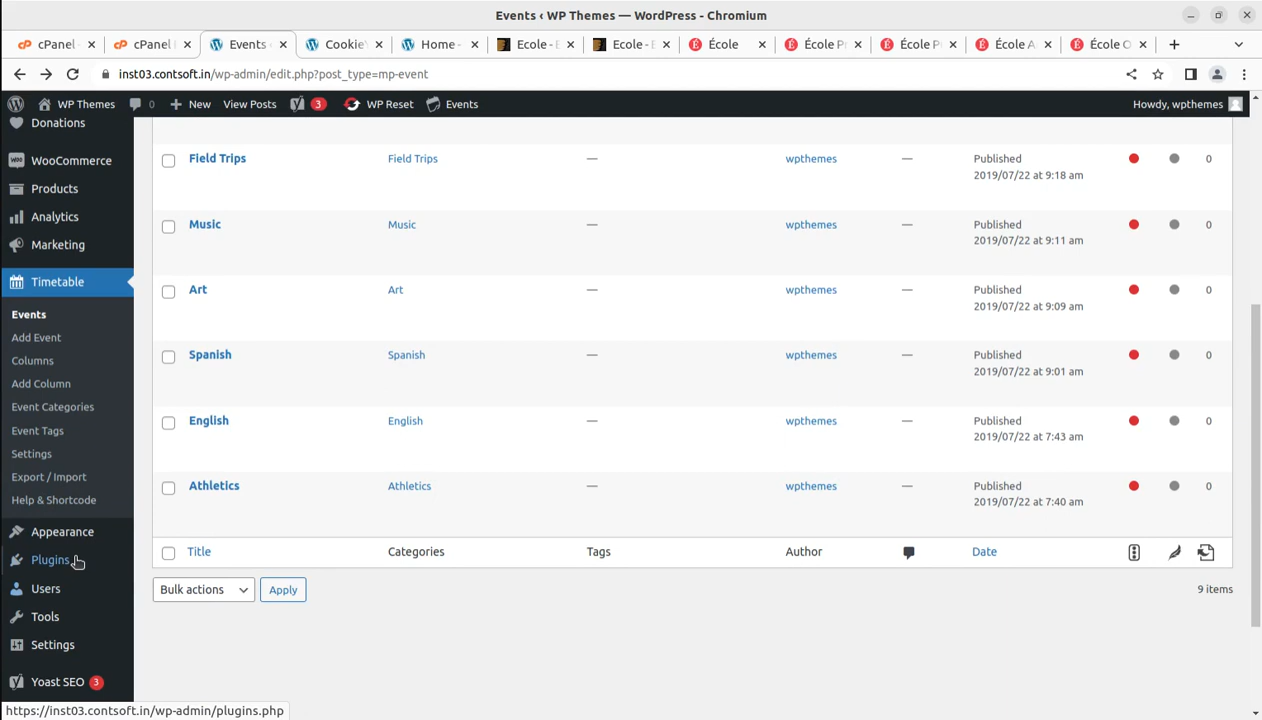 Events ‹ WP Themes — WordPress - Chromium
cPanel - Events Cookie Home - Ecole - E Ecole - E École École P École P École A École O
inst03.contsoft.in/wp-admin/edit.php?post_type=mp-event
WP Themes 0 New View Posts 3 WP Reset Events Howdy, wpthemes
Donations
WooCommerce
Products
Analytics
Marketing
Timetable
Events
Add Event
Columns
Add Column
Event Categories
Event Tags
Settings
Export / Import
Help & Shortcode
Appearance
Plugins
Users
Tools
Settings
Yoast SEO 3
Field Trips Field Trips — wpthemes — Published 0
2019/07/22 at 9:18 am
Music Music — wpthemes — Published 0
2019/07/22 at 9:11 am
Art Art — wpthemes — Published 0
2019/07/22 at 9:09 am
Spanish Spanish — wpthemes — Published 0
2019/07/22 at 9:01 am
English English — wpthemes — Published 0
2019/07/22 at 7:43 am
Athletics Athletics — wpthemes — Published 0
2019/07/22 at 7:40 am
Title Categories Tags Author Date
Bulk actions Apply 9 items
https://inst03.contsoft.in/wp-admin/plugins.php